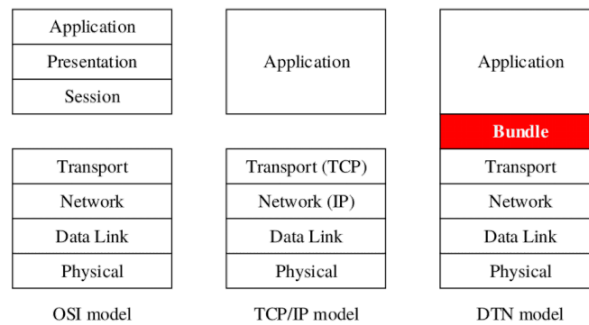 Application
Presentation
Session
Transport
Network
Data Link
Physical
OSI model
Application
Transport (TCP)
Network (IP)
Data Link
Physical
TCP/IP model
Application
Bundle
Transport
Network
Data Link
Physical
DTN model